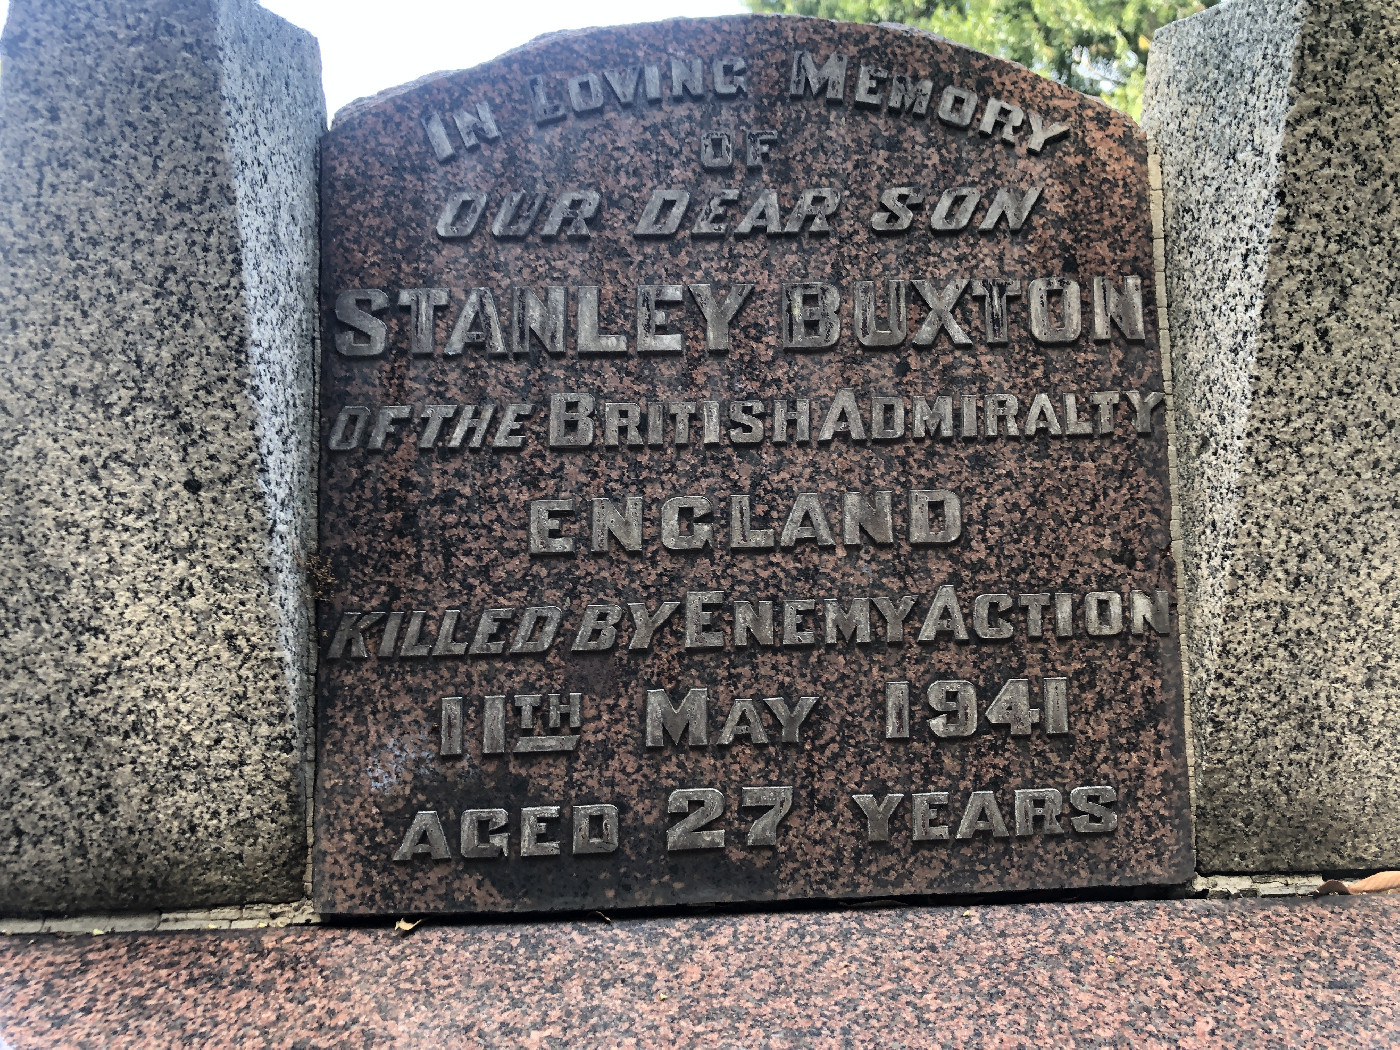 IN LOVING MEMORY
OF
OUR DEAR SON
STANLEY BUXTON
OF THE BRITISH ADMIRALTY
ENGLAND
KILLED BY ENEMY ACTION
11TH MAY 1941
AGED 27 YEARS